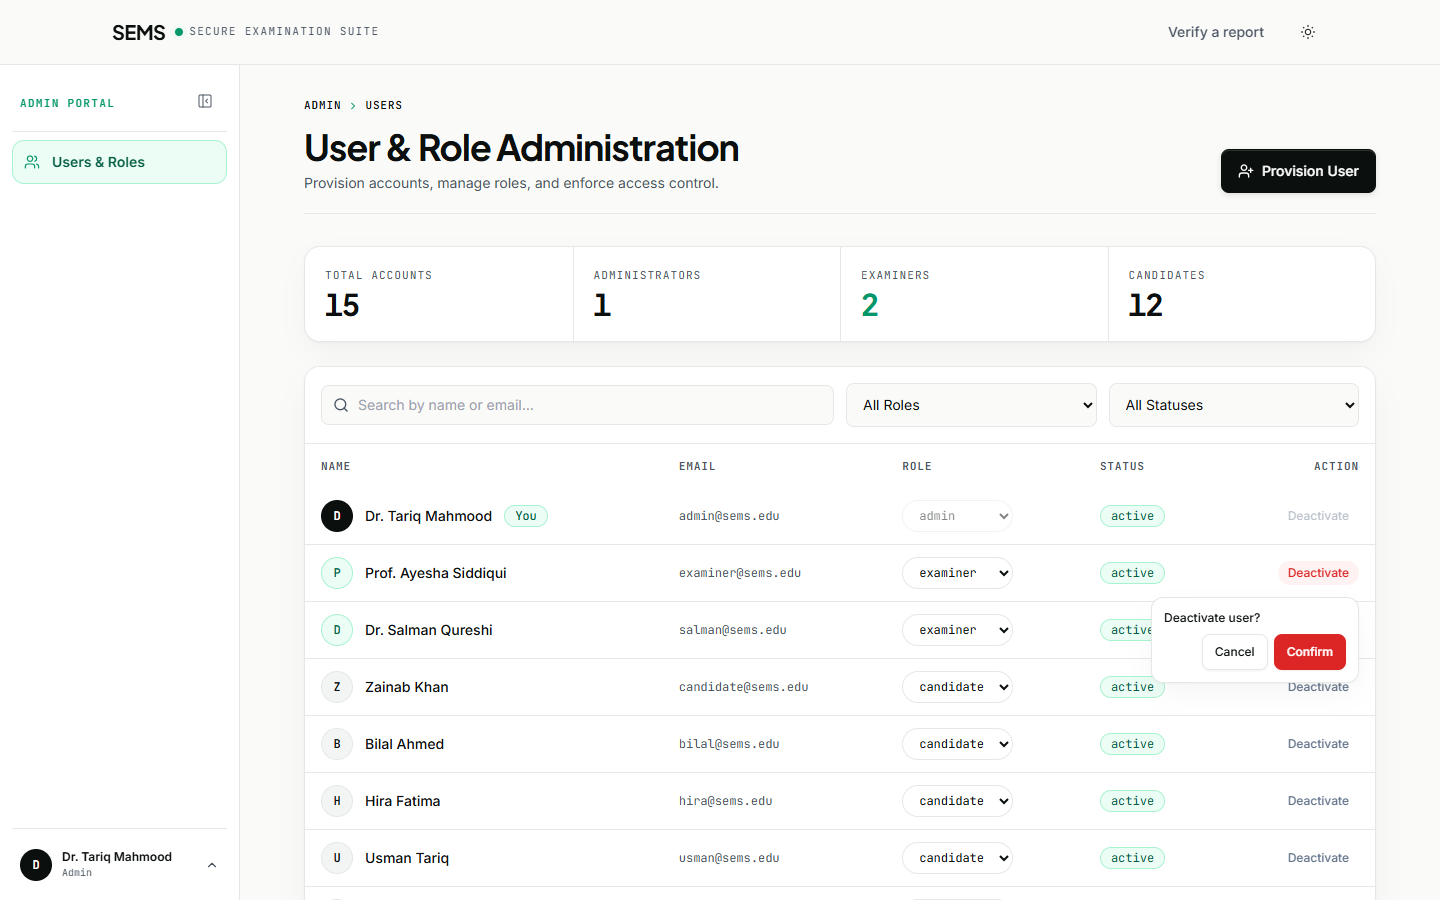 SEMS SECURE EXAMINATION SUITE Verify a report
ADMIN PORTAL
Users & Roles
ADMIN > USERS
User & Role Administration
Provision accounts, manage roles, and enforce access control.
Provision User
TOTAL ACCOUNTS ADMINISTRATORS EXAMINERS CANDIDATES
15 1 2 12
Search by name or email... All Roles All Statuses
NAME EMAIL ROLE STATUS ACTION
D Dr. Tariq Mahmood You admin@sems.edu admin active Deactivate
P Prof. Ayesha Siddiqui examiner@sems.edu examiner active Deactivate
Deactivate user?
D Dr. Salman Qureshi salman@sems.edu examiner active
Cancel Confirm
Z Zainab Khan candidate@sems.edu candidate active Deactivate
B Bilal Ahmed bilal@sems.edu candidate active Deactivate
H Hira Fatima hira@sems.edu candidate active Deactivate
U Usman Tariq usman@sems.edu candidate active Deactivate
D Dr. Tariq Mahmood
Admin